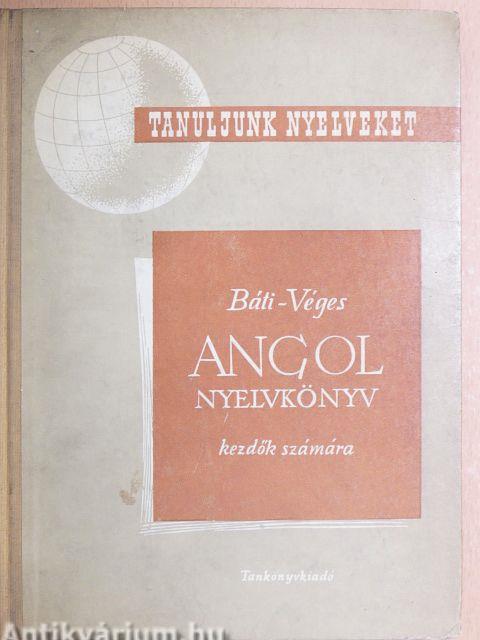 TANULJUNK NYELVEKET
Báti-Véges
ANGOL
NYELVKÖNYV
kezdők számára
Tankönyvkiadó
Antikvárium.hu